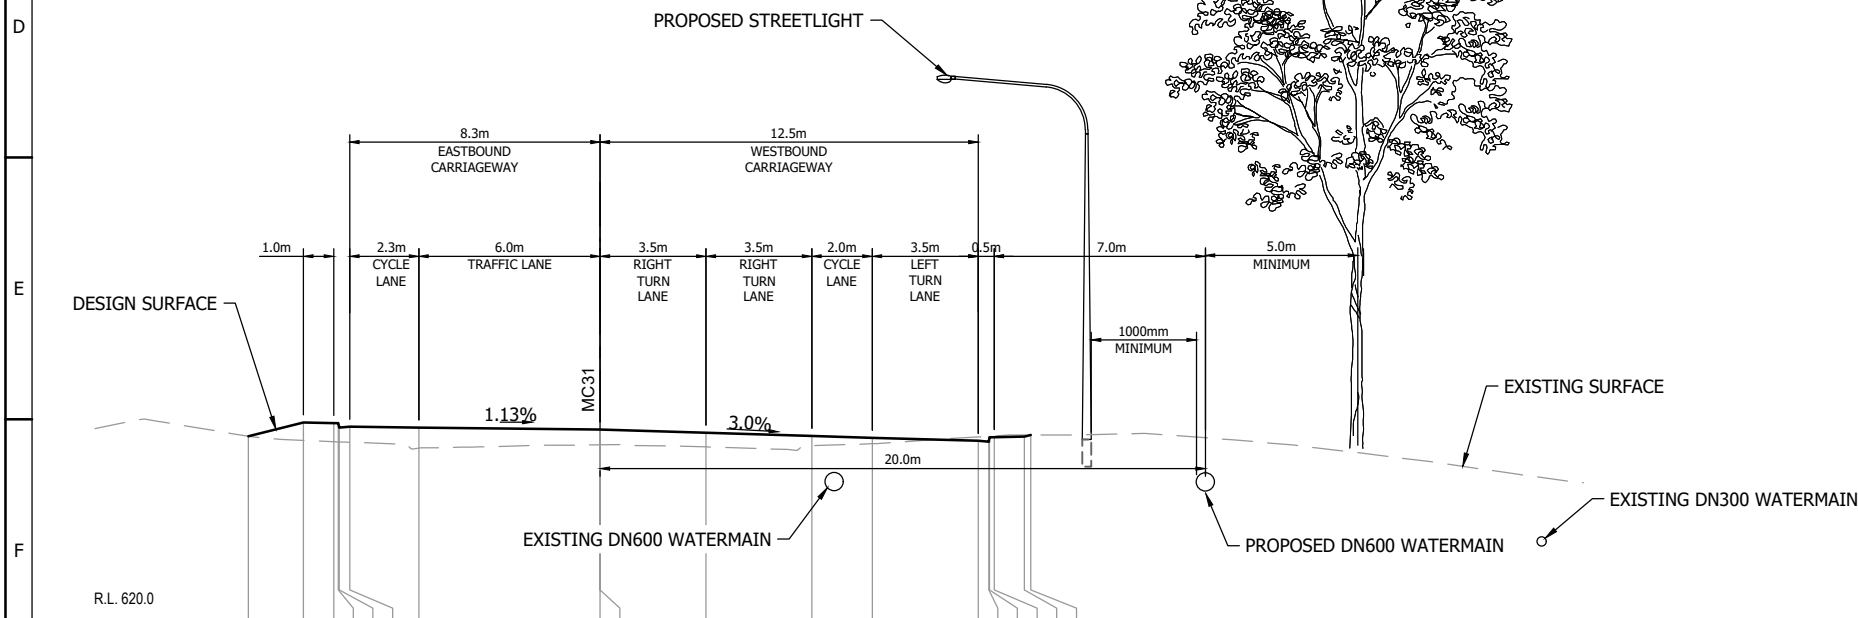 D
PROPOSED STREETLIGHT
8.3m
EASTBOUND
CARRIAGEWAY
12.5m
WESTBOUND
CARRIAGEWAY
1.0m
2.3m
CYCLE
LANE
6.0m
TRAFFIC LANE
3.5m
RIGHT
TURN
LANE
3.5m
RIGHT
TURN
LANE
2.0m
CYCLE
LANE
3.5m
LEFT
TURN
LANE
0.5m
7.0m
5.0m
MINIMUM
E
DESIGN SURFACE
1000mm
MINIMUM
MC31
EXISTING SURFACE
1.13%
3.0%
20.0m
EXISTING DN600 WATERMAIN
PROPOSED DN600 WATERMAIN
EXISTING DN300 WATERMAIN
F
R.L. 620.0